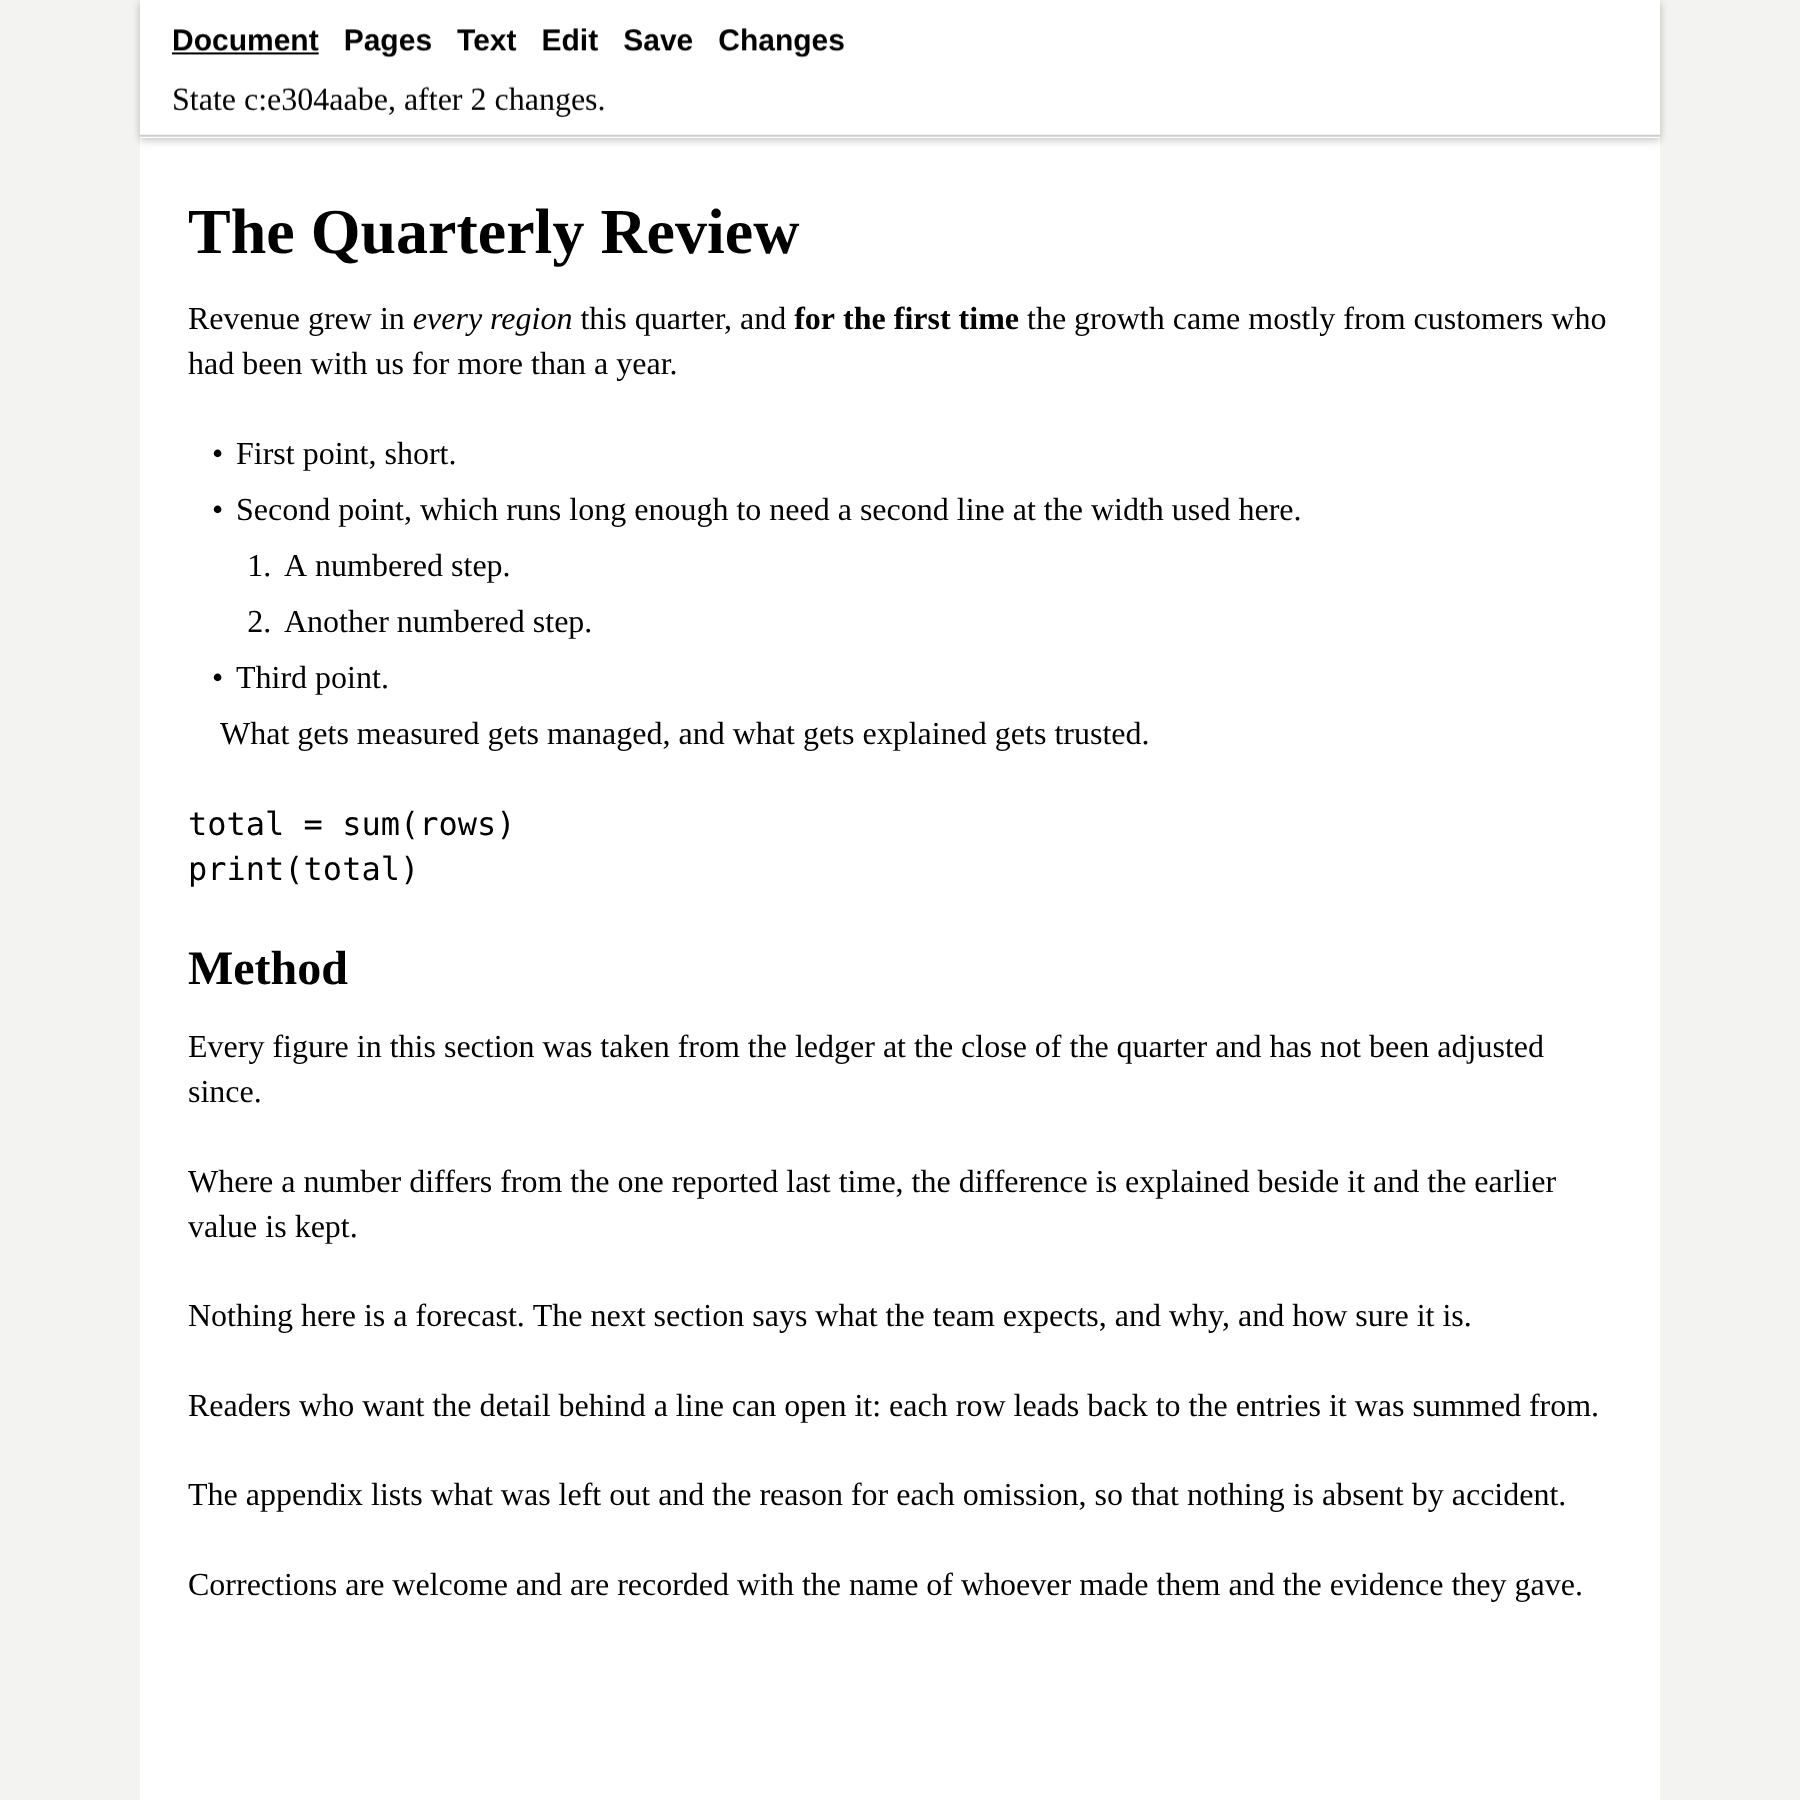 Document Pages Text Edit Save Changes
State c:e304aabe, after 2 changes.
The Quarterly Review
Revenue grew in every region this quarter, and for the first time the growth came mostly from customers who
had been with us for more than a year.
• First point, short.
• Second point, which runs long enough to need a second line at the width used here.
1. A numbered step.
2. Another numbered step.
• Third point.
What gets measured gets managed, and what gets explained gets trusted.
total = sum(rows)
print(total)
Method
Every figure in this section was taken from the ledger at the close of the quarter and has not been adjusted
since.
Where a number differs from the one reported last time, the difference is explained beside it and the earlier
value is kept.
Nothing here is a forecast. The next section says what the team expects, and why, and how sure it is.
Readers who want the detail behind a line can open it: each row leads back to the entries it was summed from.
The appendix lists what was left out and the reason for each omission, so that nothing is absent by accident.
Corrections are welcome and are recorded with the name of whoever made them and the evidence they gave.